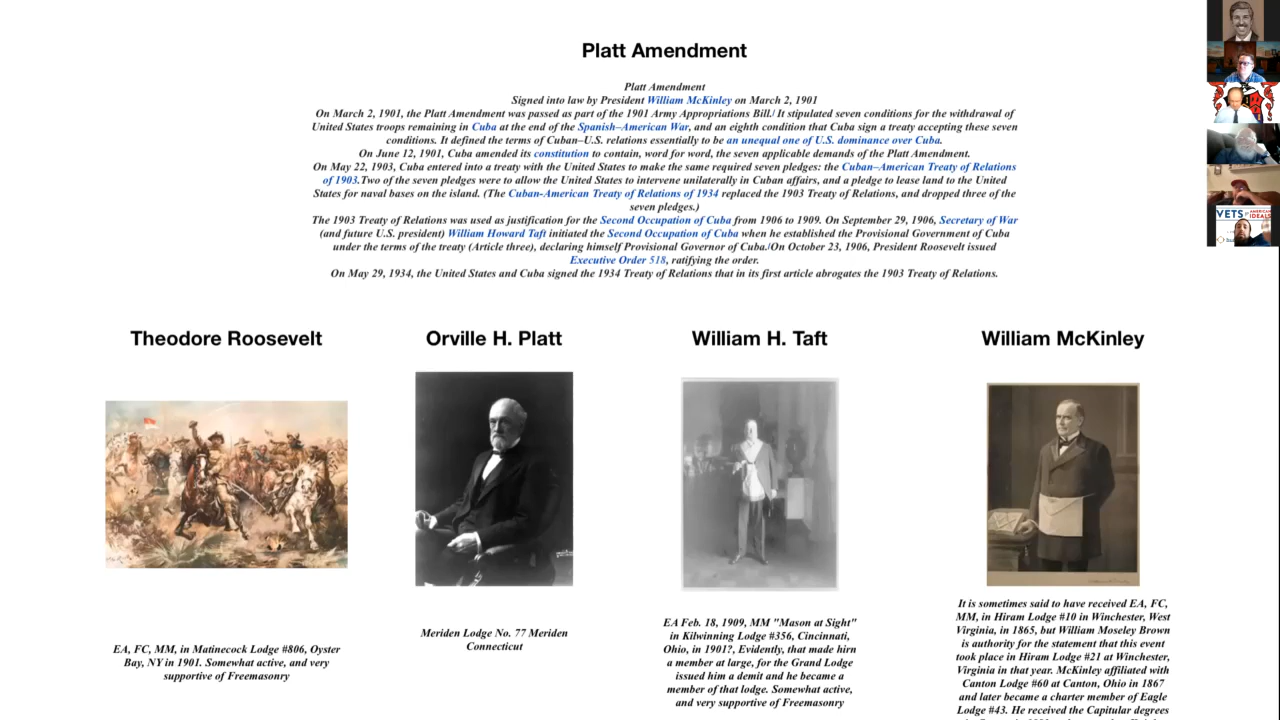 Platt Amendment
Platt Amendment
Signed into law by President William McKinley on March 2, 1901
On March 2, 1901, the Platt Amendment was passed as part of the 1901 Army Appropriations Bill./ It stipulated seven conditions for the withdrawal of
United States troops remaining in Cuba at the end of the Spanish–American War, and an eighth condition that Cuba sign a treaty accepting these seven
conditions. It defined the terms of Cuban–U.S. relations essentially to be an unequal one of U.S. dominance over Cuba.
On June 12, 1901, Cuba amended its constitution to contain, word for word, the seven applicable demands of the Platt Amendment.
On May 22, 1903, Cuba entered into a treaty with the United States to make the same required seven pledges: the Cuban–American Treaty of Relations
of 1903.Two of the seven pledges were to allow the United States to intervene unilaterally in Cuban affairs, and a pledge to lease land to the United
States for naval bases on the island. (The Cuban-American Treaty of Relations of 1934 replaced the 1903 Treaty of Relations, and dropped three of the
seven pledges.)
The 1903 Treaty of Relations was used as justification for the Second Occupation of Cuba from 1906 to 1909. On September 29, 1906, Secretary of War
(and future U.S. president) William Howard Taft initiated the Second Occupation of Cuba when he established the Provisional Government of Cuba
under the terms of the treaty (Article three), declaring himself Provisional Governor of Cuba./On October 23, 1906, President Roosevelt issued
Executive Order 518, ratifying the order.
On May 29, 1934, the United States and Cuba signed the 1934 Treaty of Relations that in its first article abrogates the 1903 Treaty of Relations.
Theodore Roosevelt
EA, FC, MM, in Matinecock Lodge #806, Oyster
Bay, NY in 1901. Somewhat active, and very
supportive of Freemasonry
Orville H. Platt
Meriden Lodge No. 77 Meriden
Connecticut
William H. Taft
EA Feb. 18, 1909, MM "Mason at Sight"
in Kilwinning Lodge #356, Cincinnati,
Ohio, in 1901?, Evidently, that made hirn
a member at large, for the Grand Lodge
issued him a demit and he became a
member of that lodge. Somewhat active,
and very supportive of Freemasonry
William McKinley
It is sometimes said to have received EA, FC,
MM, in Hiram Lodge #10 in Winchester, West
Virginia, in 1865, but William Moseley Brown
is authority for the statement that this event
took place in Hiram Lodge #21 at Winchester,
Virginia in that year. McKinley affiliated with
Canton Lodge #60 at Canton, Ohio in 1867
and later became a charter member of Eagle
Lodge #43. He received the Capitular degrees
VETS